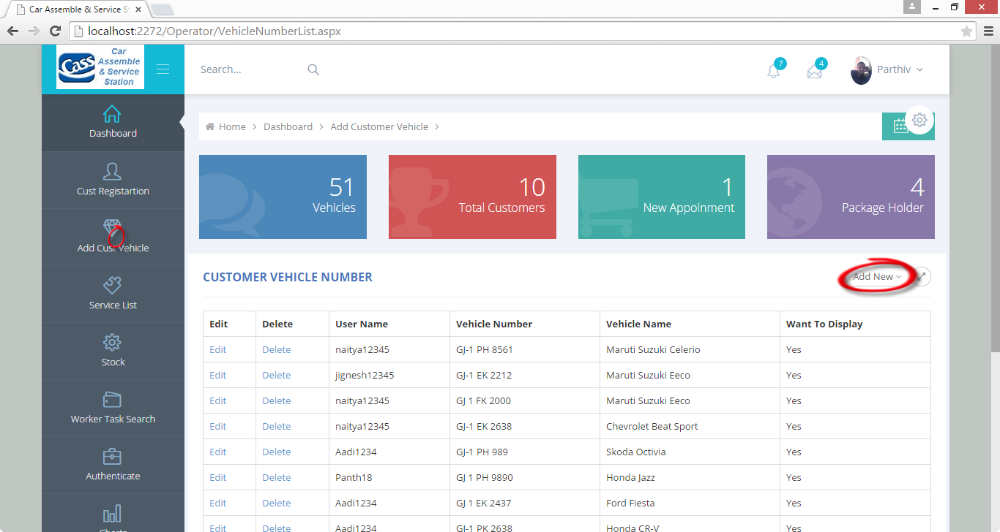 Car Assemble & Service St
localhost:2272/Operator/VehicleNumberList.aspx
Cass
Car
Assemble
& Service
Station
Search...
7
4
Parthiv
Dashboard
Cust Registartion
Add Cust Vehicle
Service List
Stock
Worker Task Search
Authenticate
Charts
Home > Dashboard > Add Customer Vehicle >
51
Vehicles
10
Total Customers
1
New Appoinment
4
Package Holder
CUSTOMER VEHICLE NUMBER
Add New
Edit Delete User Name Vehicle Number Vehicle Name Want To Display
Edit Delete naitya12345 GJ-1 PH 8561 Maruti Suzuki Celerio Yes
Edit Delete jignesh12345 GJ-1 EK 2212 Maruti Suzuki Eeco Yes
Edit Delete naitya12345 GJ 1 FK 2000 Maruti Suzuki Eeco Yes
Edit Delete naitya12345 GJ-1 EK 2638 Chevrolet Beat Sport Yes
Edit Delete Aadi1234 GJ-1 PH 989 Skoda Octivia Yes
Edit Delete Panth18 GJ 1 PH 9890 Honda Jazz Yes
Edit Delete Aadi1234 GJ 1 EK 2437 Ford Fiesta Yes
Edit Delete Aadi1234 GJ-1 PK 2638 Honda CR-V Yes